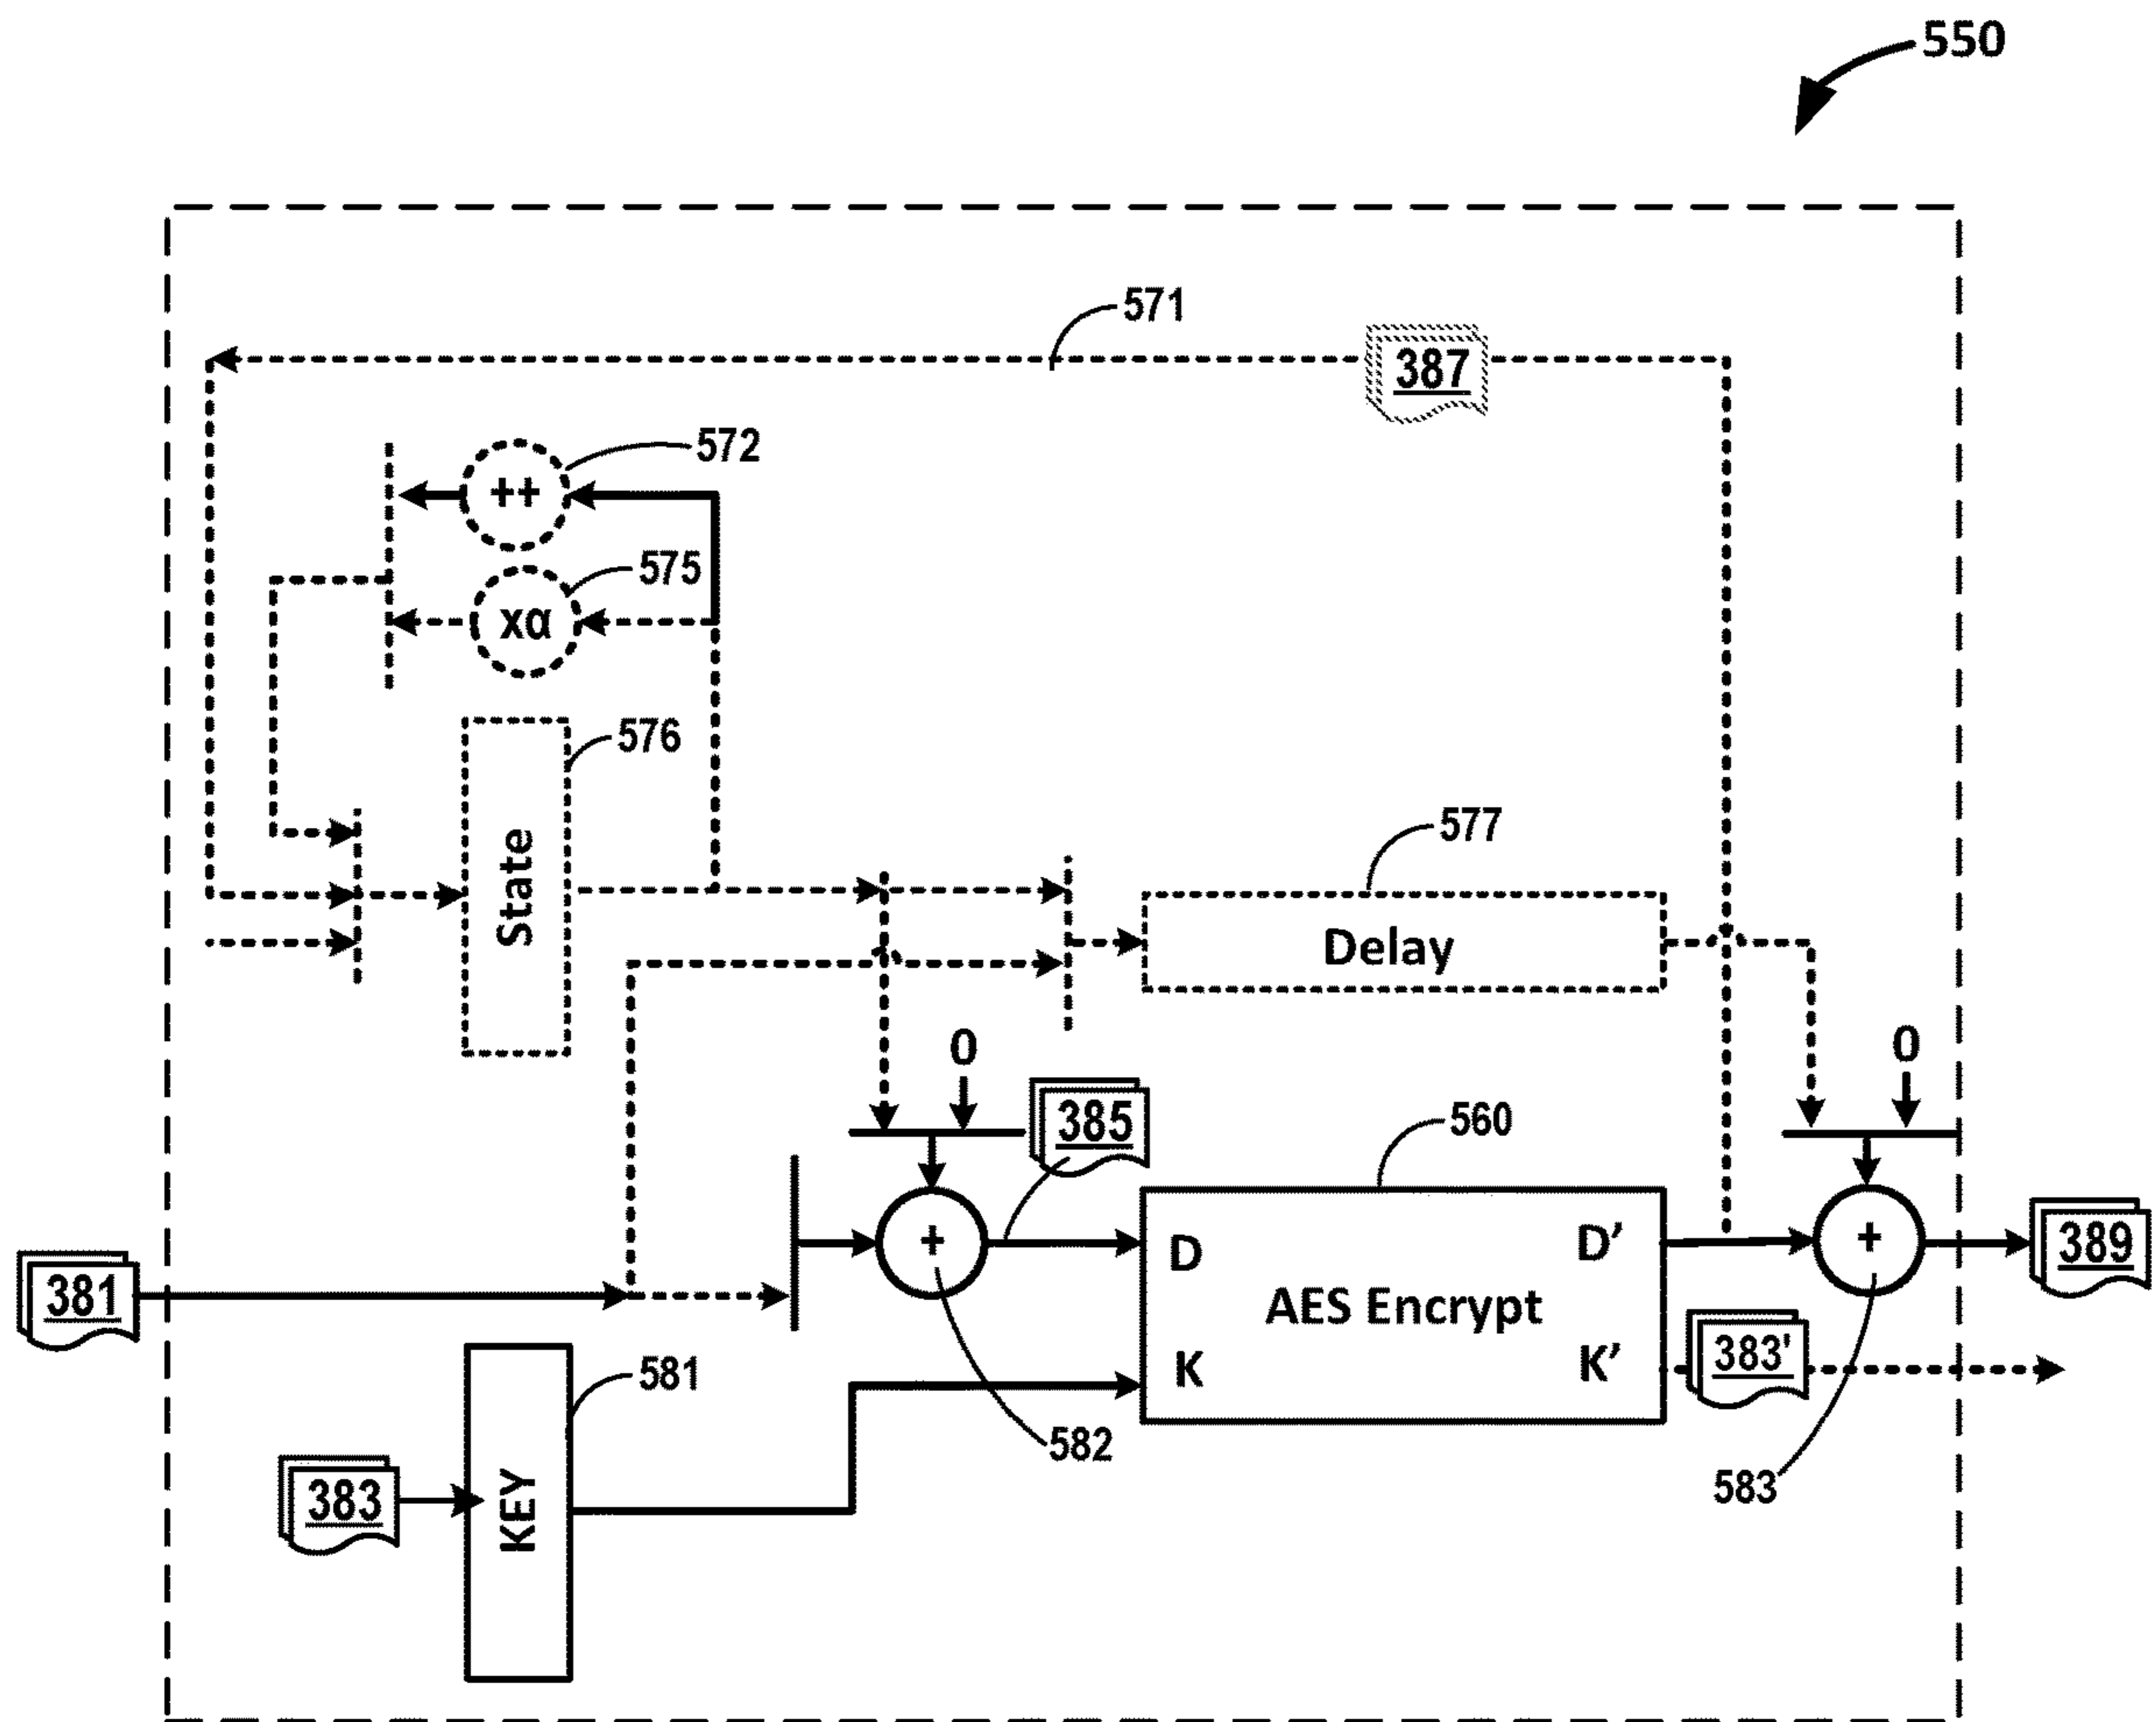 550
571
387
572
++
575
xα
576
State
577
Delay
0
0
385
560
+
D
D'
+
389
AES Encrypt
381
K
K'
383'
581
582
583
383
KEY